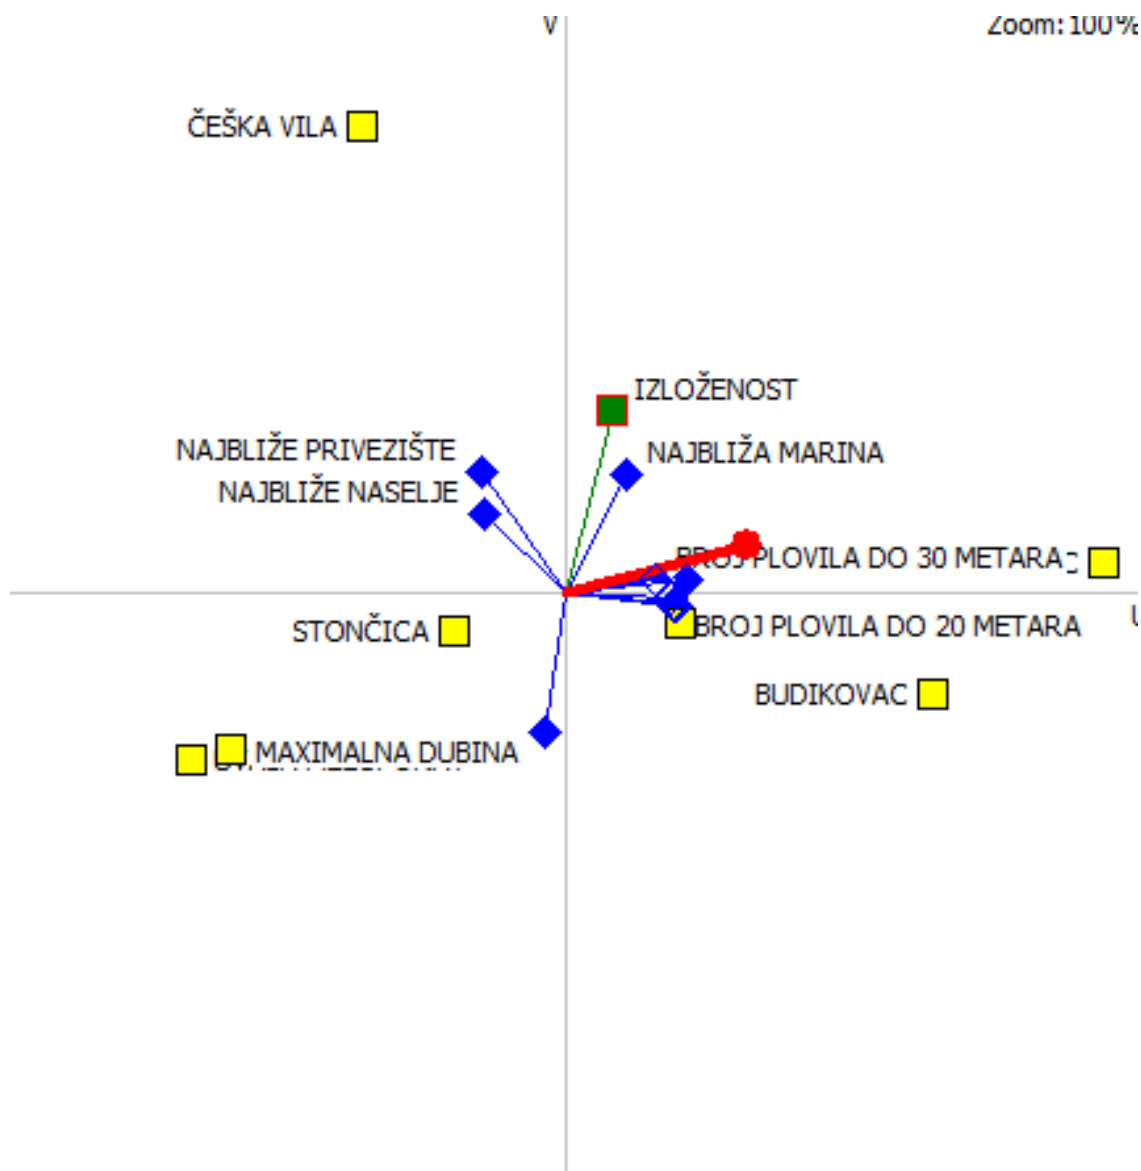 V
Zoom: 100%
ČEŠKA VILA
IZLOŽENOST
NAJBLIŽE PRIVEZIŠTE
NAJBLIŽA MARINA
NAJBLIŽE NASELJE
BROJ PLOVILA DO 30 METARA
U
STONČICA
BROJ PLOVILA DO 20 METARA
BUDIKOVAC
MAXIMALNA DUBINA